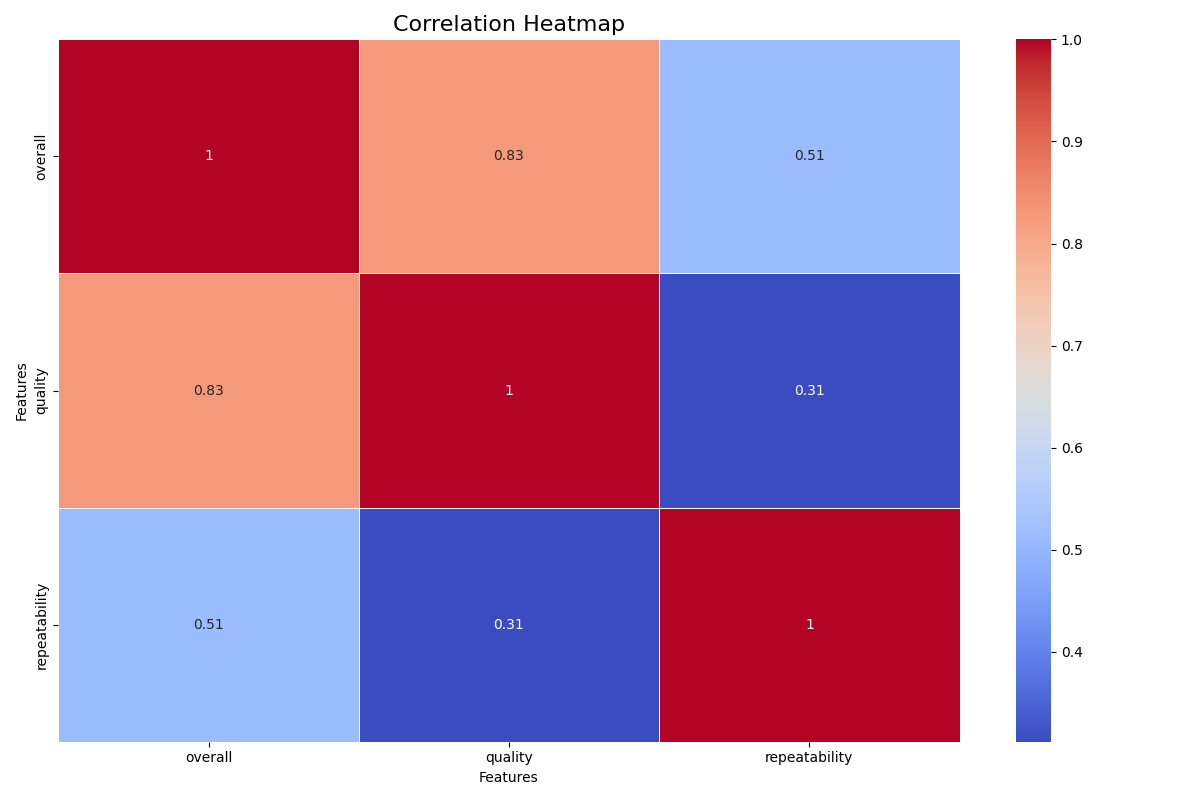 Correlation Heatmap
Features
overall
1
0.83
0.51
quality
0.83
1
0.31
repeatability
0.51
0.31
1
overall
quality
repeatability
Features
1.0
0.9
0.8
0.7
0.6
0.5
0.4